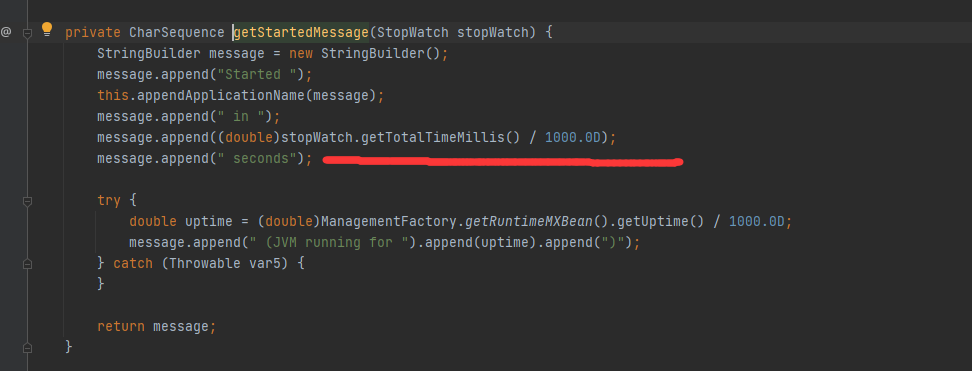 @ private CharSequence getStartedMessage(StopWatch stopWatch) {
StringBuilder message = new StringBuilder();
message.append("Started ");
this.appendApplicationName(message);
message.append(" in ");
message.append((double)stopWatch.getTotalTimeMillis() / 1000.0D);
message.append(" seconds");
try {
double uptime = (double)ManagementFactory.getRuntimeMXBean().getUptime() / 1000.0D;
message.append(" (JVM running for ").append(uptime).append(")");
} catch (Throwable var5) {
}
return message;
}